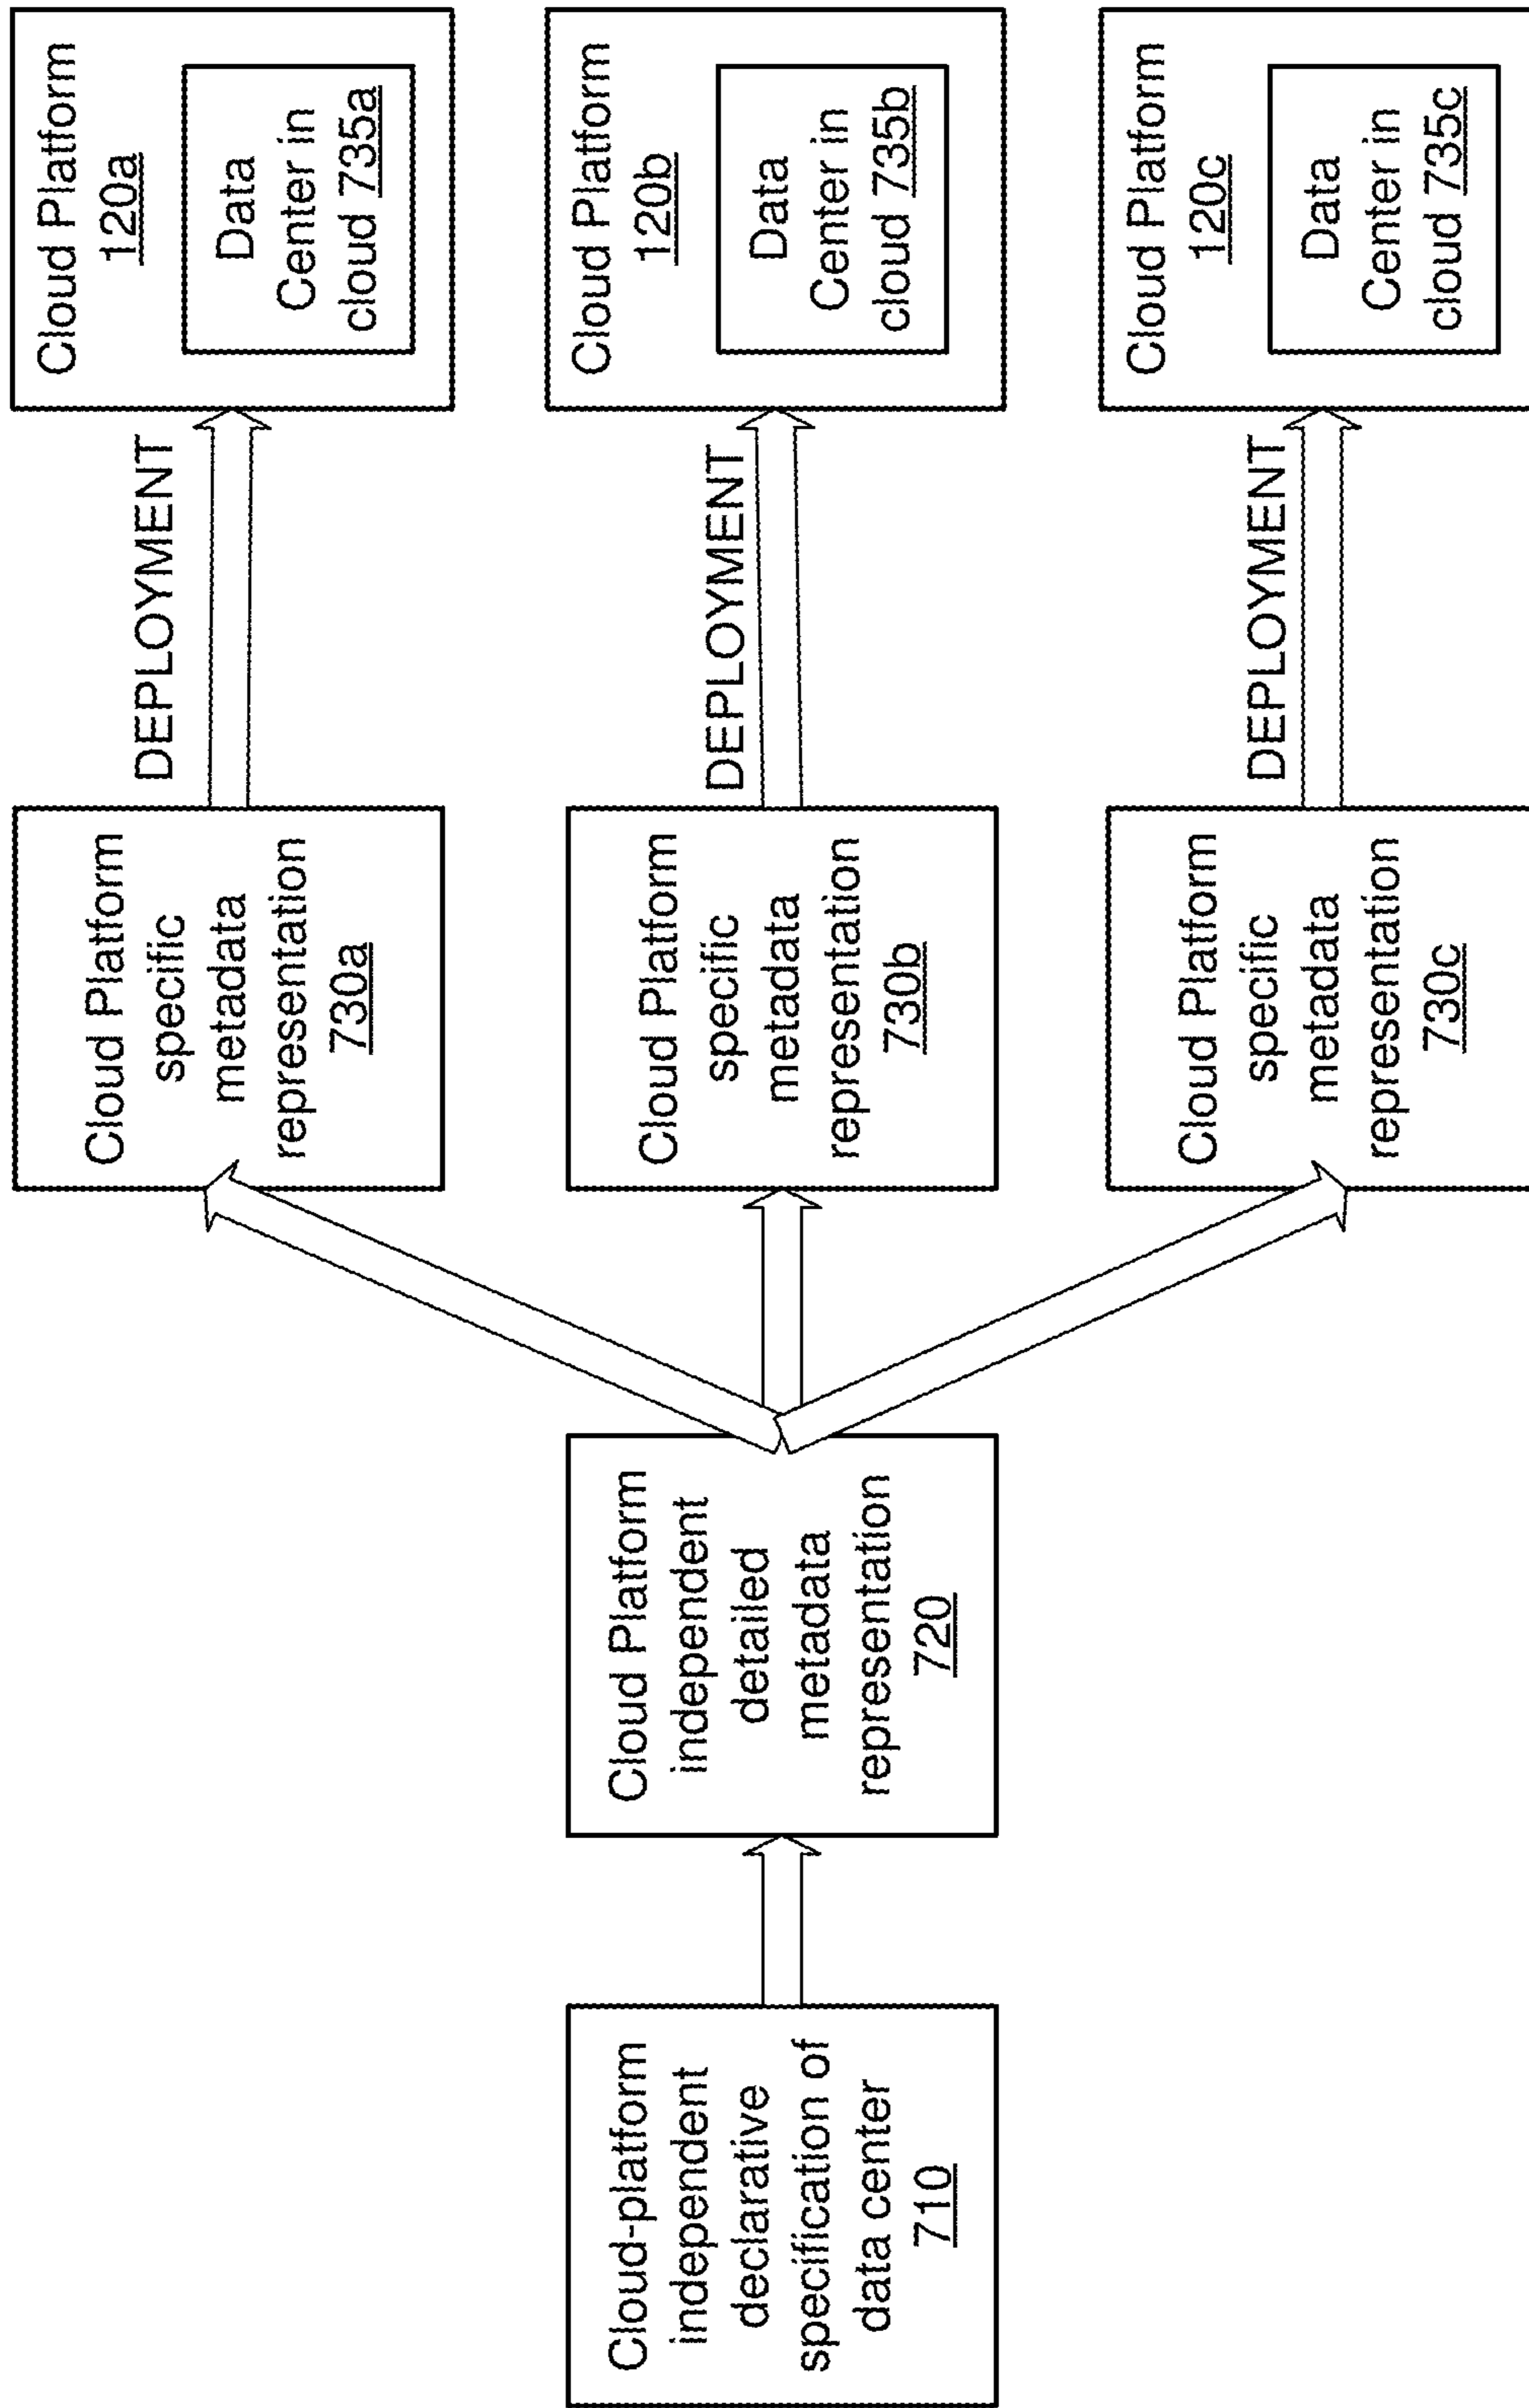 Cloud-platform
independent
declarative
specification of
data center
710
Cloud Platform
independent
detailed
metadata
representation
720
Cloud Platform
specific
metadata
representation
730a
DEPLOYMENT
Cloud Platform
120a
Data
Center in
cloud 735a
Cloud Platform
specific
metadata
representation
730b
DEPLOYMENT
Cloud Platform
120b
Data
Center in
cloud 735b
Cloud Platform
specific
metadata
representation
730c
DEPLOYMENT
Cloud Platform
120c
Data
Center in
cloud 735c